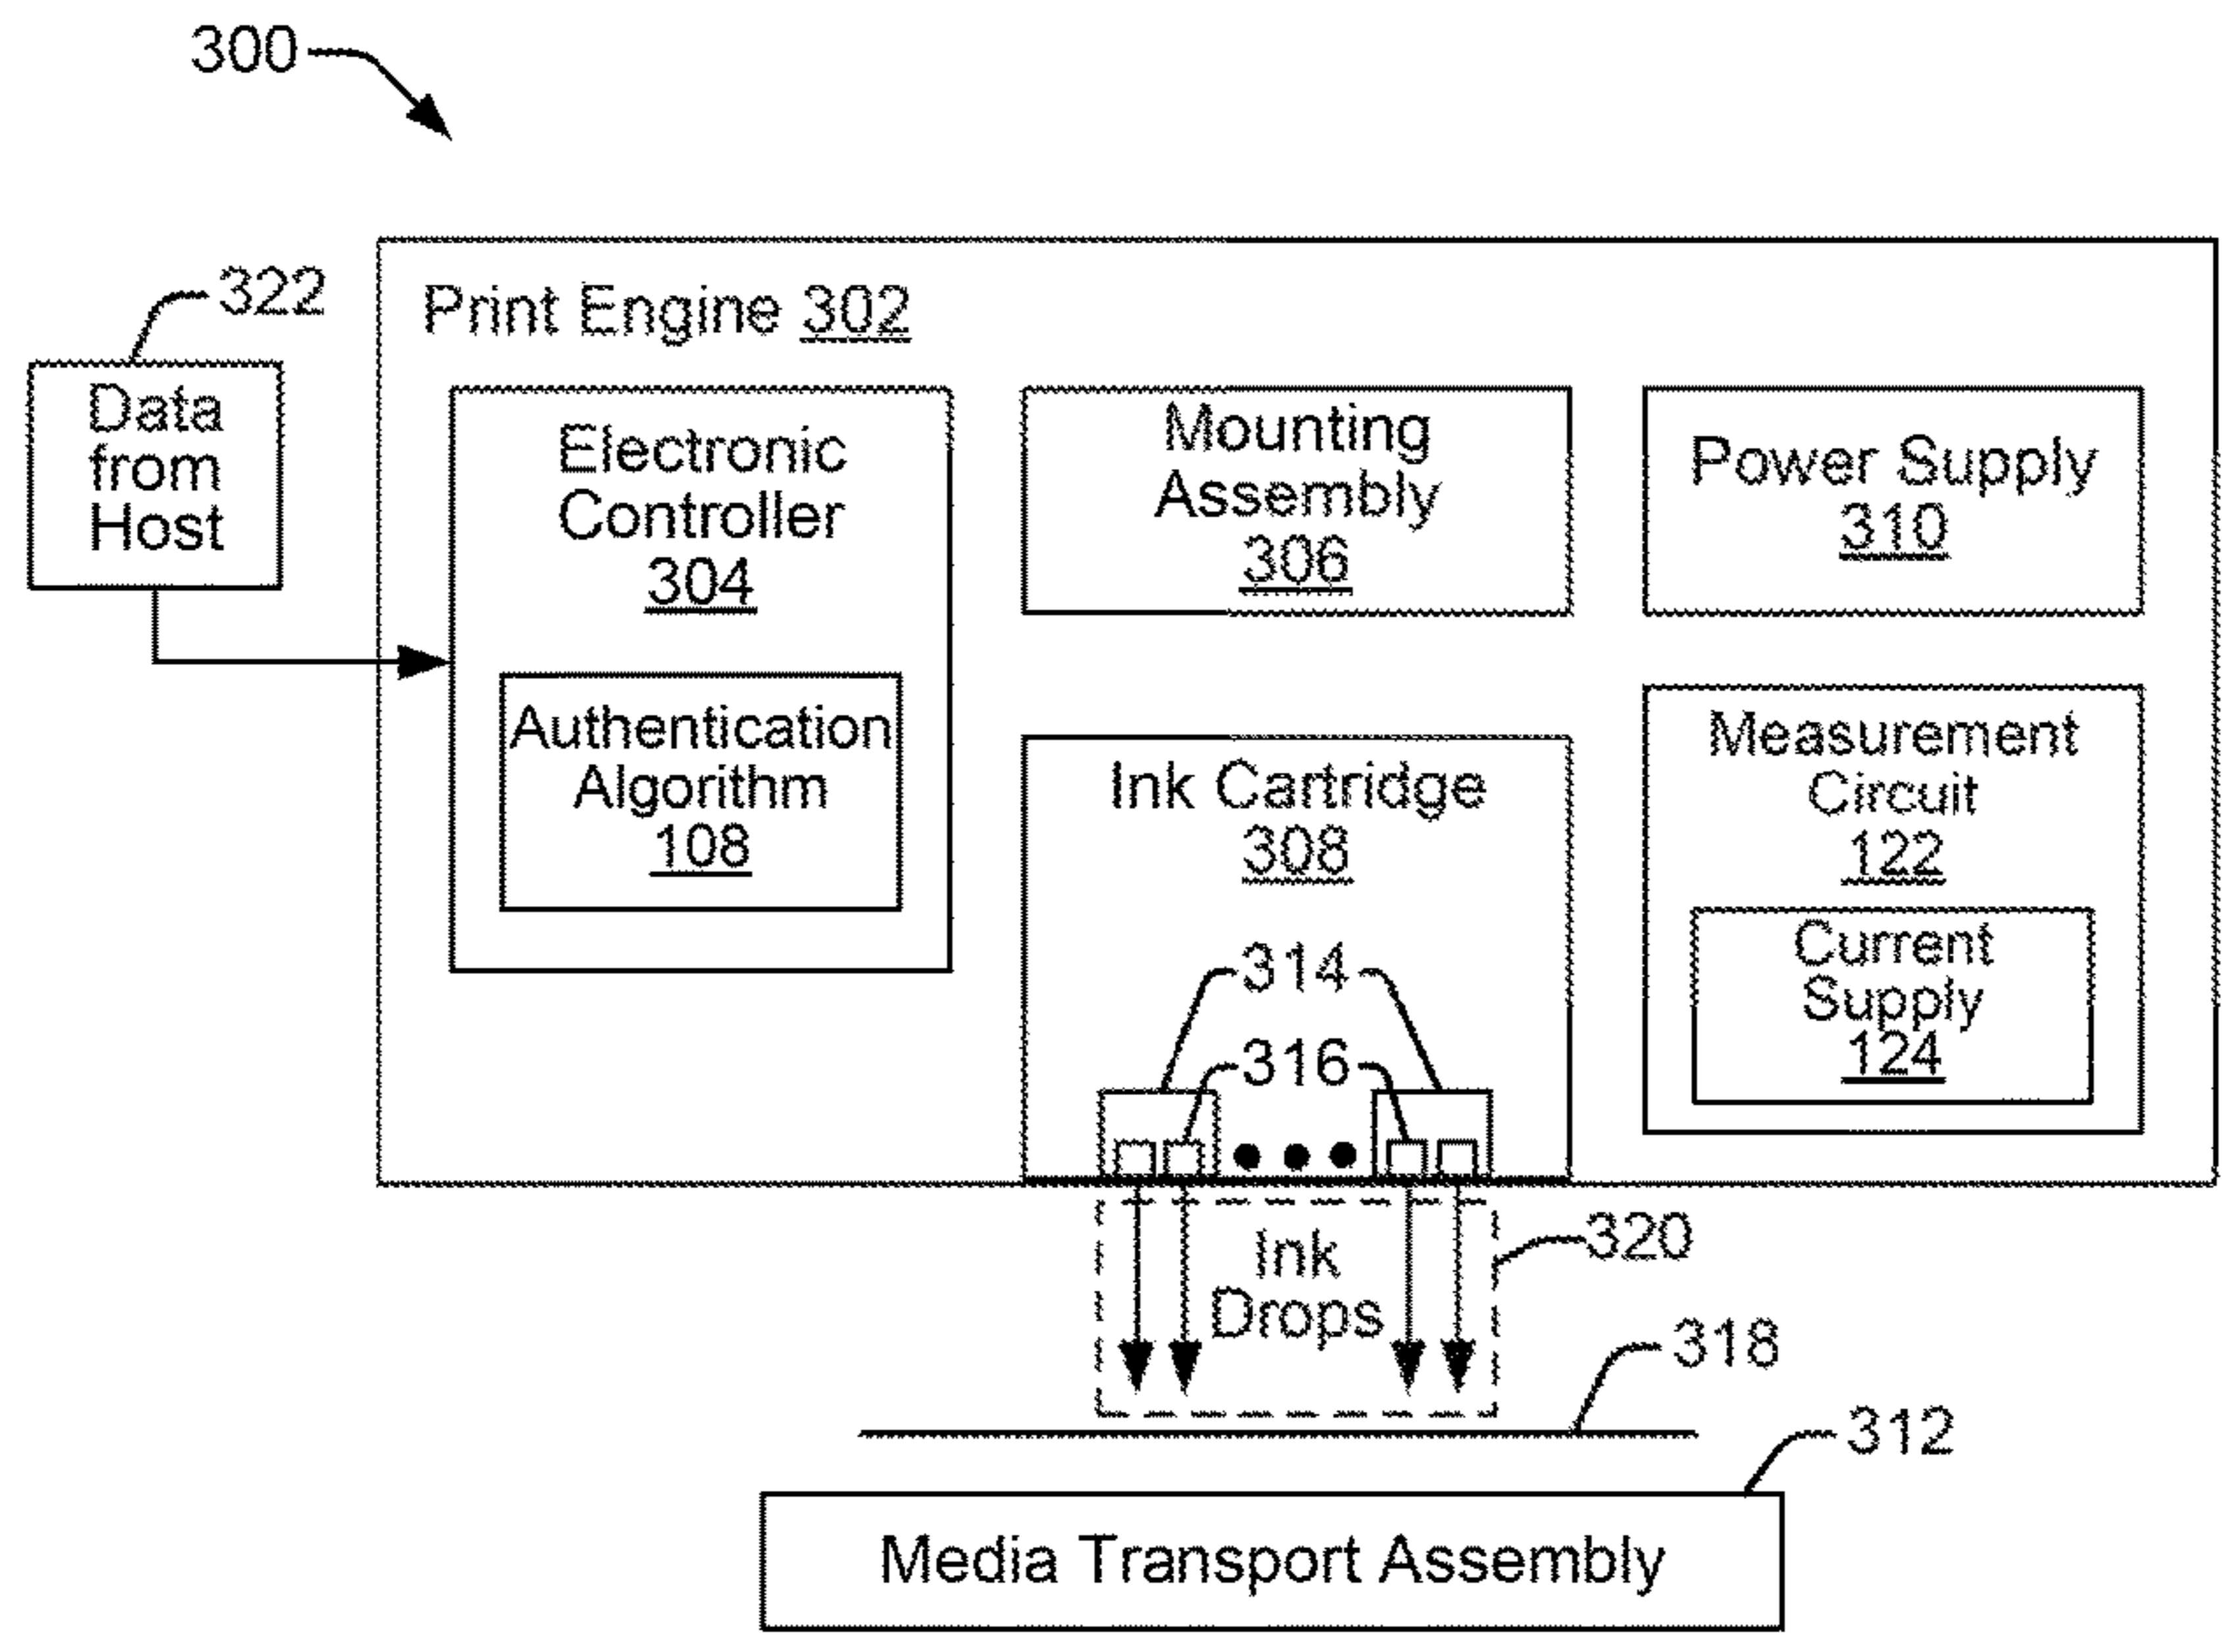 300
322
Data
from
Host
Print Engine 302
Electronic
Controller
304
Authentication
Algorithm
108
Mounting
Assembly
306
Power Supply
310
Ink Cartridge
308
314
316
Measurement
Circuit
122
Current
Supply
124
Ink
Drops
320
318
312
Media Transport Assembly